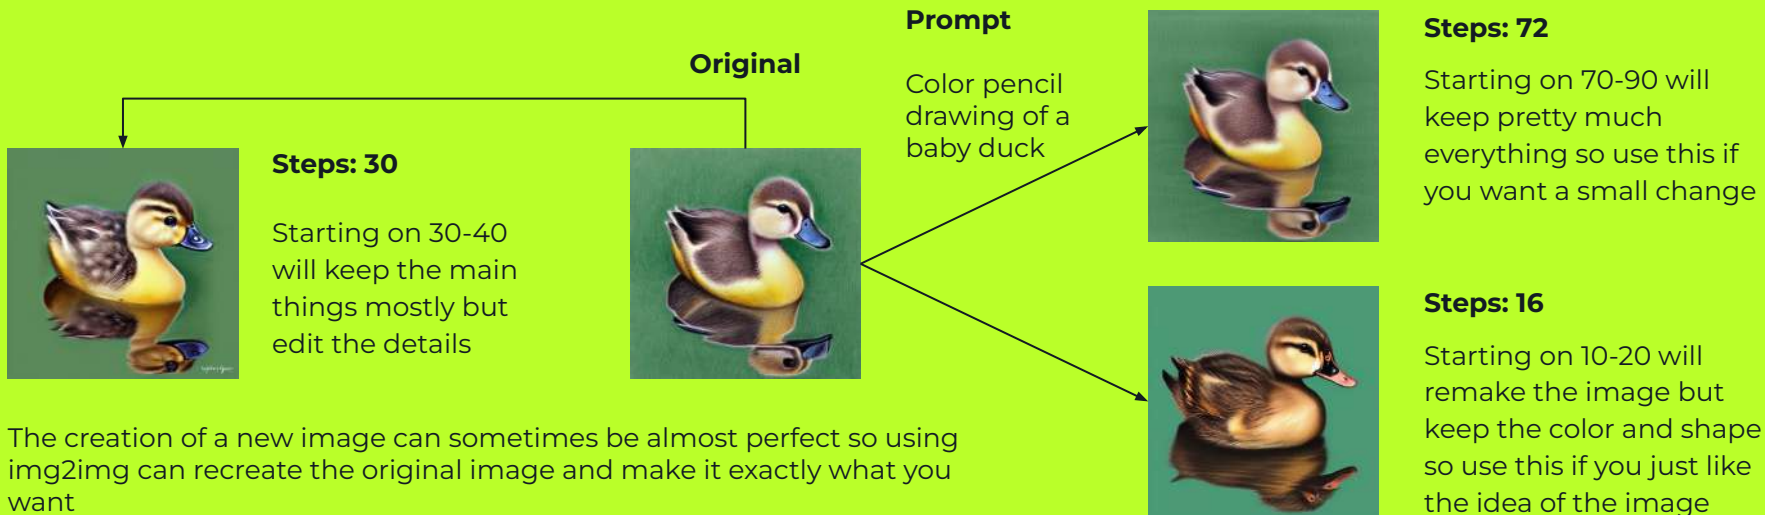 Original
Steps: 30
Starting on 30-40
will keep the main
things mostly but
edit the details
Prompt
Color pencil
drawing of a
baby duck
Steps: 72
Starting on 70-90 will
keep pretty much
everything so use this if
you want a small change
Steps: 16
Starting on 10-20 will
remake the image but
keep the color and shape
so use this if you just like
the idea of the image
The creation of a new image can sometimes be almost perfect so using
img2img can recreate the original image and make it exactly what you
want